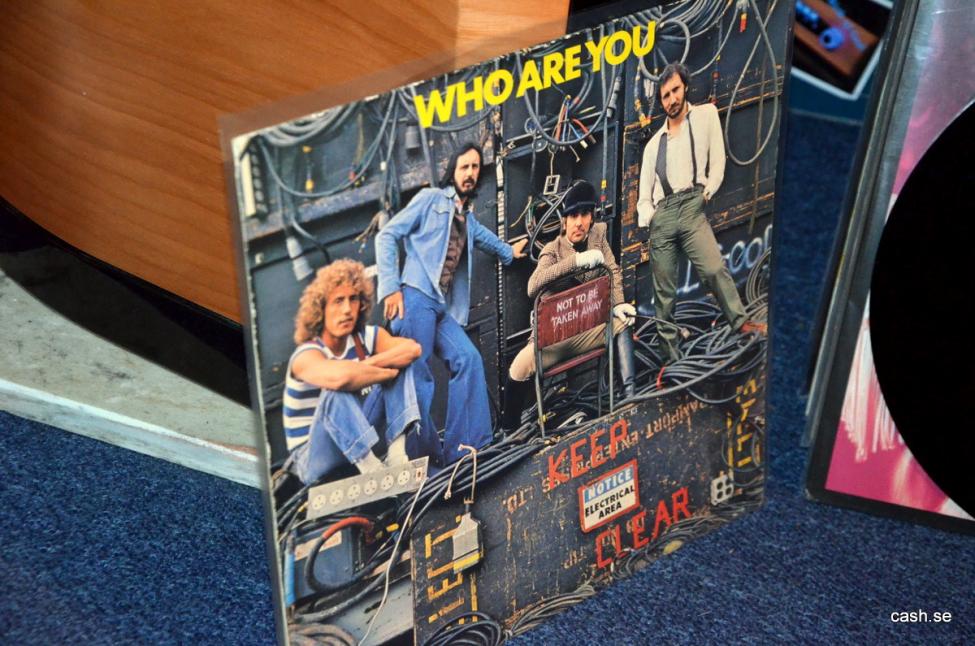 WHO ARE YOU
NOT TO BE
TAKEN AWAY
KEEP
NOTICE
ELECTRICAL
AREA
CLEAR
cash.se